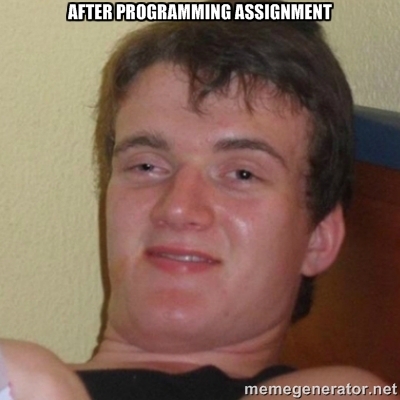 AFTER PROGRAMMING ASSIGNMENT
memegenerator.net